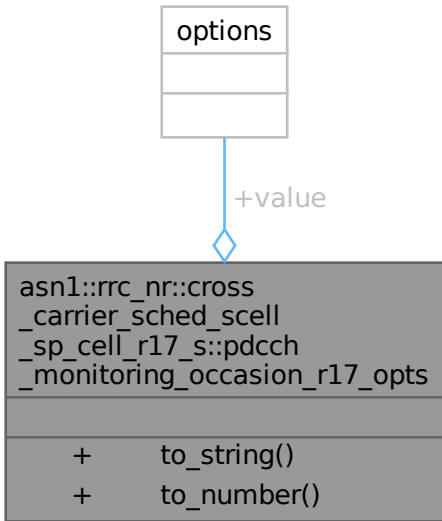 options
+value
asn1::rrc_nr::cross
_carrier_sched_scell
_sp_cell_r17_s::pdcch
_monitoring_occasion_r17_opts
+ to_string()
+ to_number()